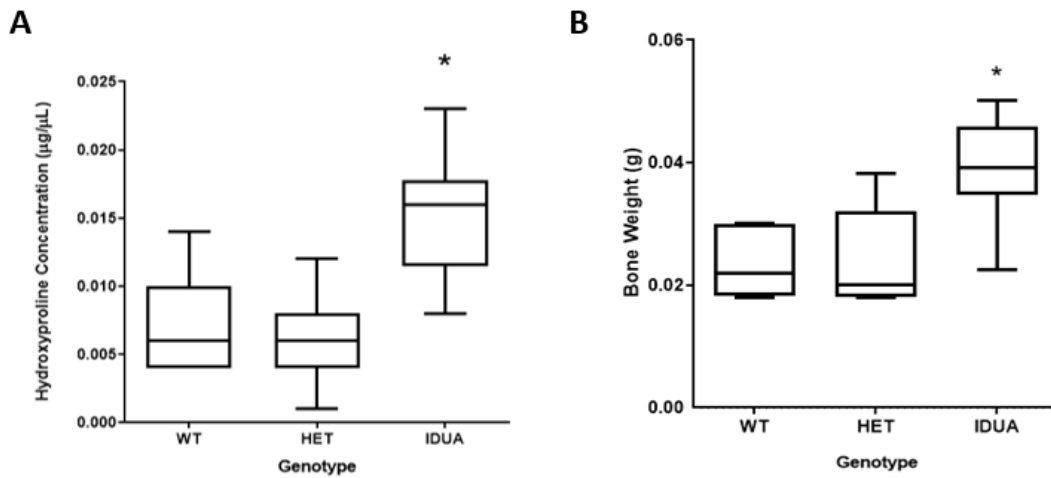 A
Hydroxyproline Concentration (µg/µL)
0.025
0.020
0.015
0.010
0.005
0.000
*
WT HET IDUA
Genotype
B
Bone Weight (g)
0.06
0.04
0.02
0.00
*
WT HET IDUA
Genotype